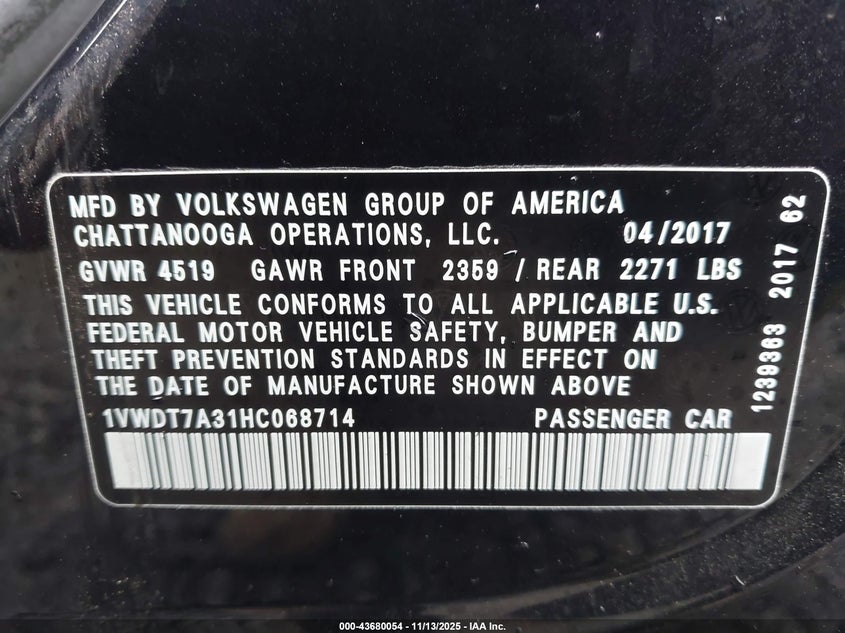 MFD BY VOLKSWAGEN GROUP OF AMERICA
CHATTANOOGA OPERATIONS, LLC. 04/2017
GVWR 4519 GAWR FRONT 2359 / REAR 2271 LBS
THIS VEHICLE CONFORMS TO ALL APPLICABLE U.S.
FEDERAL MOTOR VEHICLE SAFETY, BUMPER AND
THEFT PREVENTION STANDARDS IN EFFECT ON
THE DATE OF MANUFACTURE SHOWN ABOVE
1VWDT7A31HC068714 PASSENGER CAR
1239363 2017 62
000-43680054 - 11/13/2025 - IAA Inc.